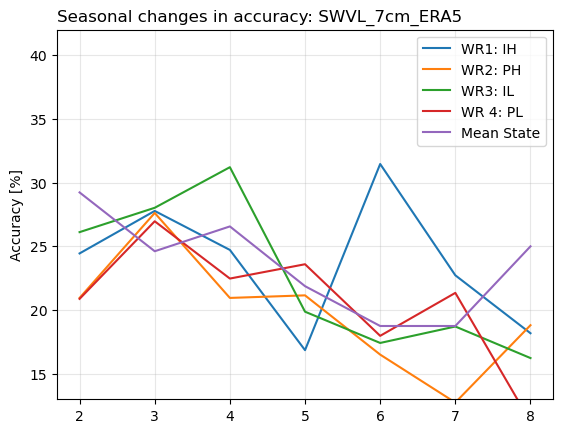 Seasonal changes in accuracy: SWVL_7cm_ERA5
40
35
30
25
20
15
Accuracy [%]
WR1: IH
WR2: PH
WR3: IL
WR 4: PL
Mean State
2 3 4 5 6 7 8